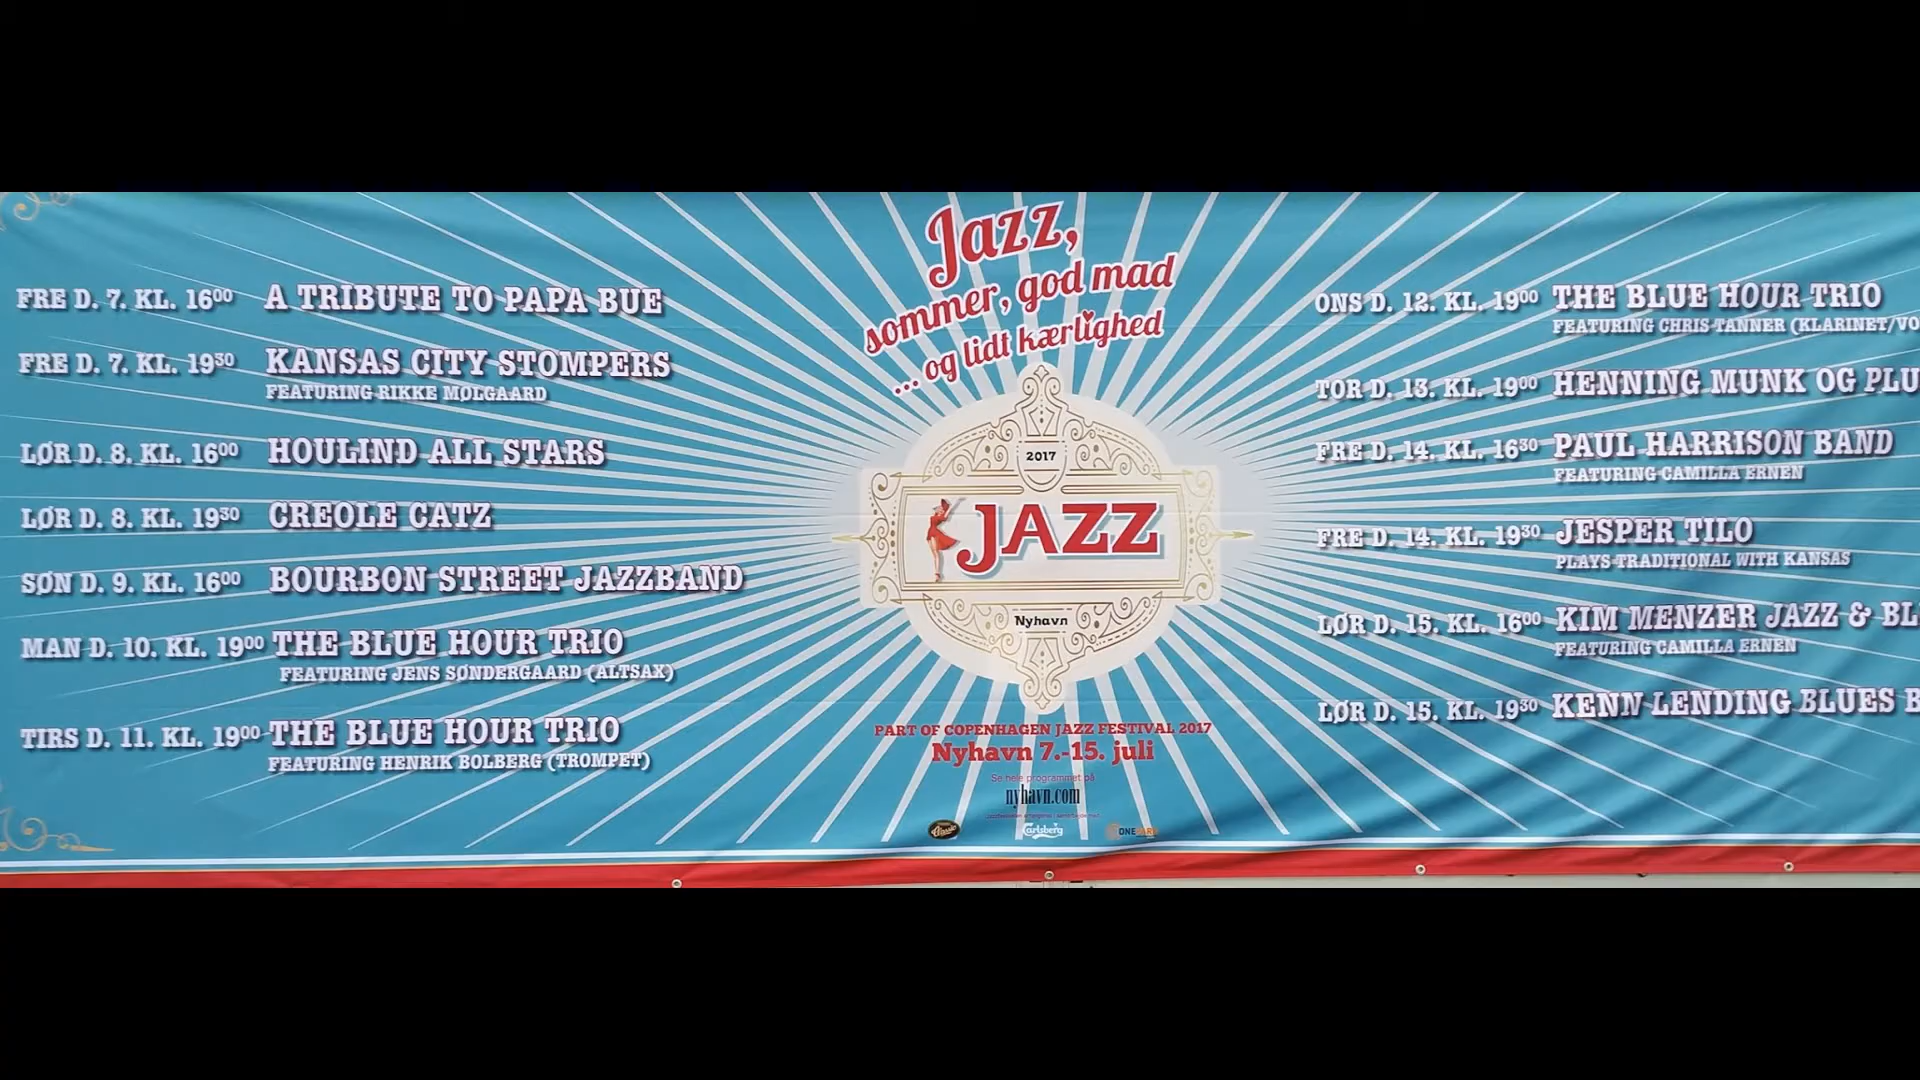 FRE D. 7. KL. 16⁰⁰ A TRIBUTE TO PAPA BUE
FRE D. 7. KL. 19³⁰ KANSAS CITY STOMPERS
FEATURING RIKKE MØLGAARD
LØR D. 8. KL. 16⁰⁰ HOULIND ALL STARS
LØR D. 8. KL. 19³⁰ CREOLE CATZ
SØN D. 9. KL. 16⁰⁰ BOURBON STREET JAZZBAND
MAN D. 10. KL. 19⁰⁰ THE BLUE HOUR TRIO
FEATURING JENS SØNDERGAARD (ALTSAX)
TIRS D. 11. KL. 19⁰⁰ THE BLUE HOUR TRIO
FEATURING HENRIK BOLBERG (TROMPET)
Jazz,
sommer, god mad
... og lidt kærlighed
2017
JAZZ
Nyhavn
PART OF COPENHAGEN JAZZ FESTIVAL 2017
Nyhavn 7.-15. juli
Se hele programmet på
nyhavn.com
Classic
Carlsberg
ONS D. 12. KL. 19⁰⁰ THE BLUE HOUR TRIO
FEATURING CHRIS TANNER (KLARINET/VO
TOR D. 13. KL. 19⁰⁰ HENNING MUNK OG PLU
FRE D. 14. KL. 16³⁰ PAUL HARRISON BAND
FEATURING CAMILLA ERNEN
FRE D. 14. KL. 19³⁰ JESPER TILO
PLAYS TRADITIONAL WITH KANSAS
LØR D. 15. KL. 16⁰⁰ KIM MENZER JAZZ & BL
FEATURING CAMILLA ERNEN
LØR D. 15. KL. 19³⁰ KENN LENDING BLUES B